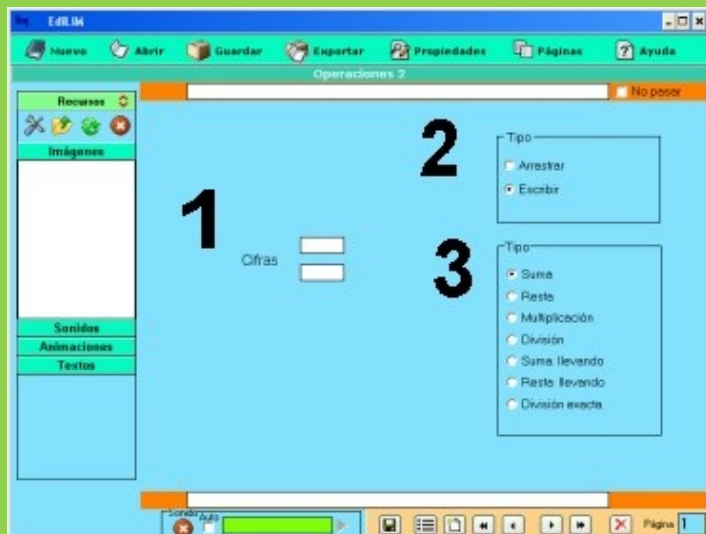 EdiLIM
Nuevo Abrir Guardar Exportar Propiedades Páginas Ayuda
Operaciones 2
Recursos
No pasar
Imágenes
2
Tipo
Arrastrar
Escribir
1
Cifras
3
Tipo
Suma
Resta
Multiplicación
División
Suma llevando
Resta llevando
División exacta
Sonidos
Animaciones
Textos
Sonido
Auto
Página 1